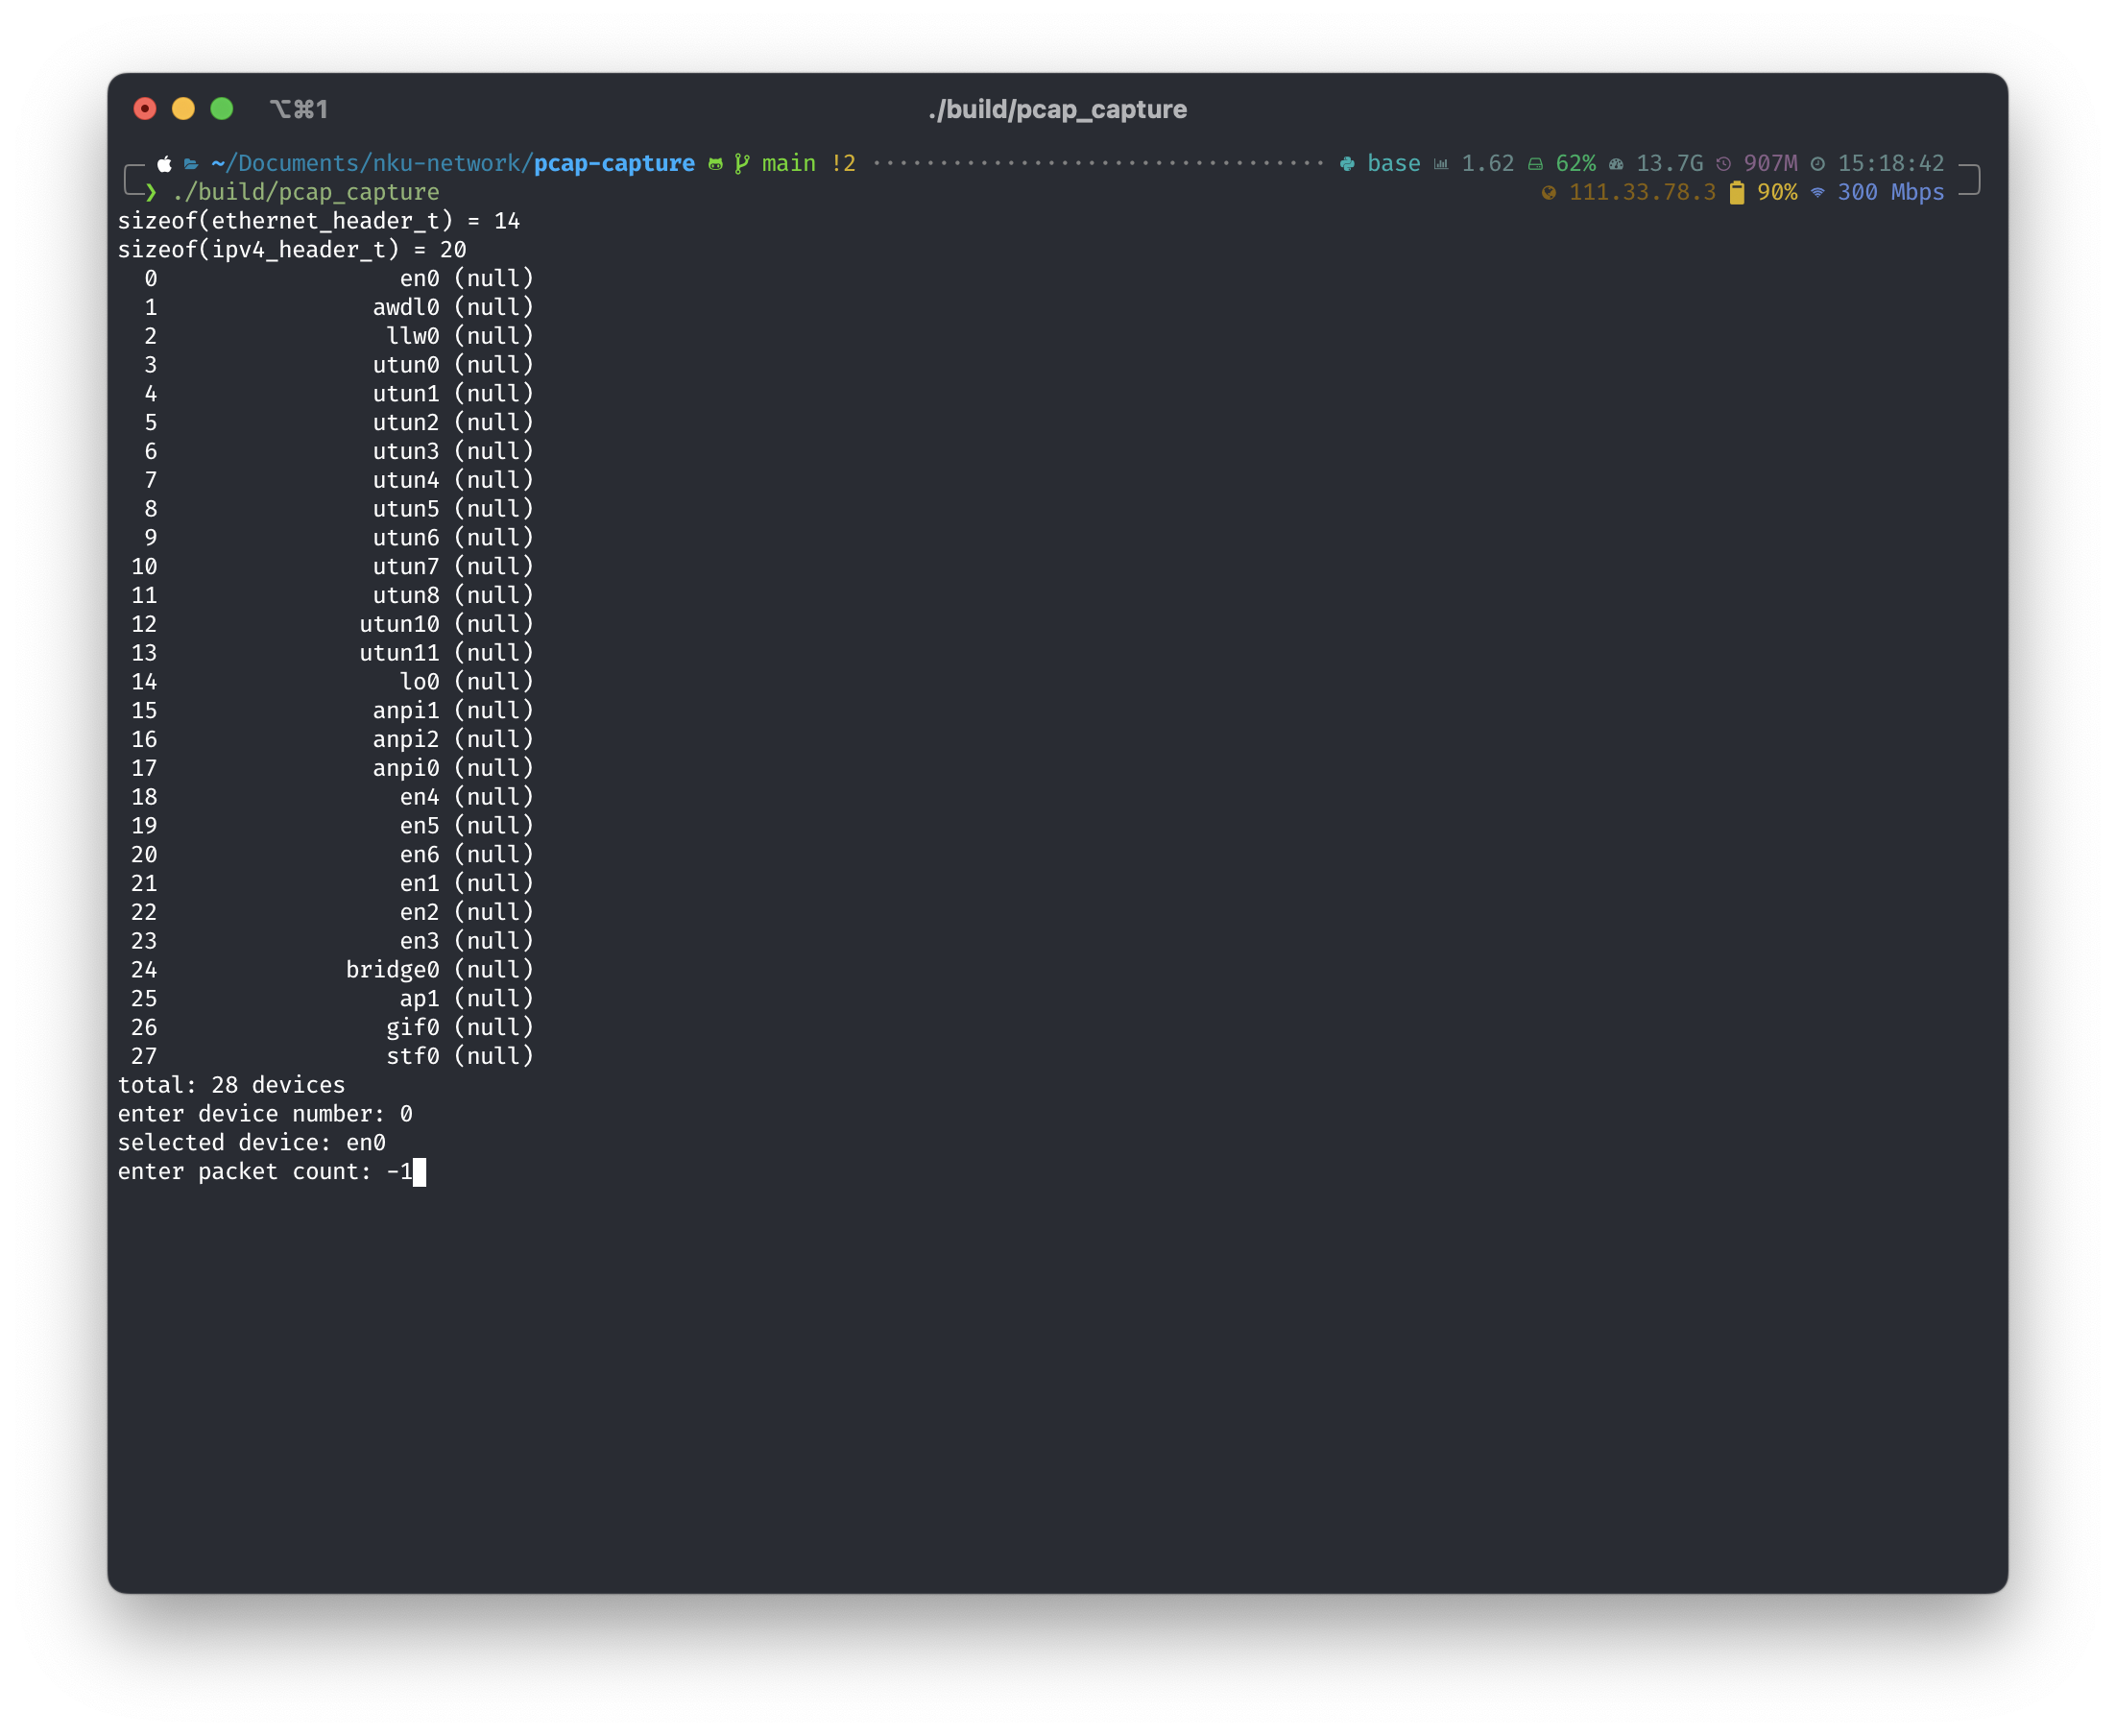 ⌥⌘1 ./build/pcap_capture
~/Documents/nku-network/pcap-capture main !2 ································· base 1.62 62% 13.7G 907M 15:18:42
❯ ./build/pcap_capture 111.33.78.3 90% 300 Mbps
sizeof(ethernet_header_t) = 14
sizeof(ipv4_header_t) = 20
0 en0 (null)
1 awdl0 (null)
2 llw0 (null)
3 utun0 (null)
4 utun1 (null)
5 utun2 (null)
6 utun3 (null)
7 utun4 (null)
8 utun5 (null)
9 utun6 (null)
10 utun7 (null)
11 utun8 (null)
12 utun10 (null)
13 utun11 (null)
14 lo0 (null)
15 anpi1 (null)
16 anpi2 (null)
17 anpi0 (null)
18 en4 (null)
19 en5 (null)
20 en6 (null)
21 en1 (null)
22 en2 (null)
23 en3 (null)
24 bridge0 (null)
25 ap1 (null)
26 gif0 (null)
27 stf0 (null)
total: 28 devices
enter device number: 0
selected device: en0
enter packet count: -1